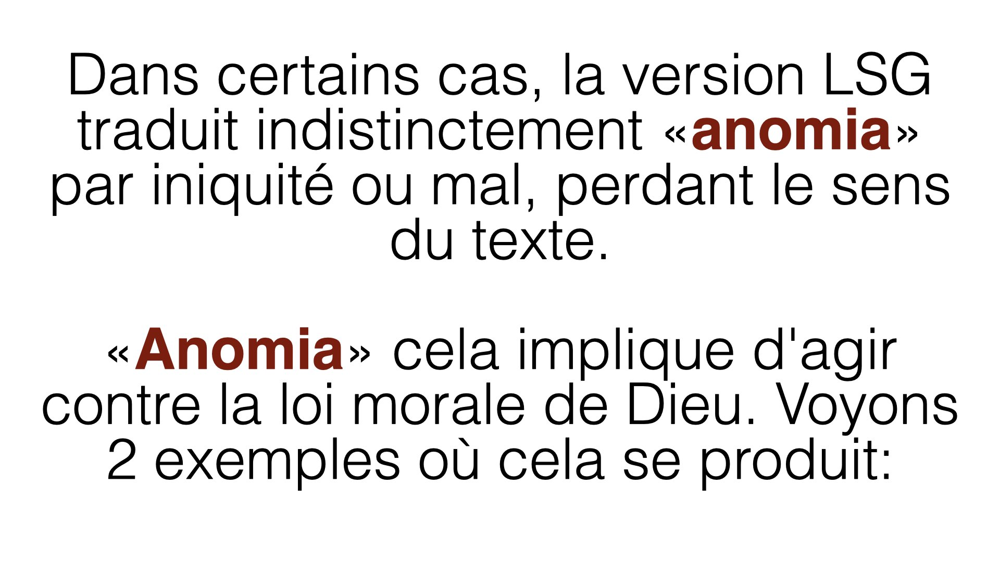 Dans certains cas, la version LSG
traduit indistinctement «anomia»
par iniquité ou mal, perdant le sens
du texte.
«Anomia» cela implique d'agir
contre la loi morale de Dieu. Voyons
2 exemples où cela se produit: